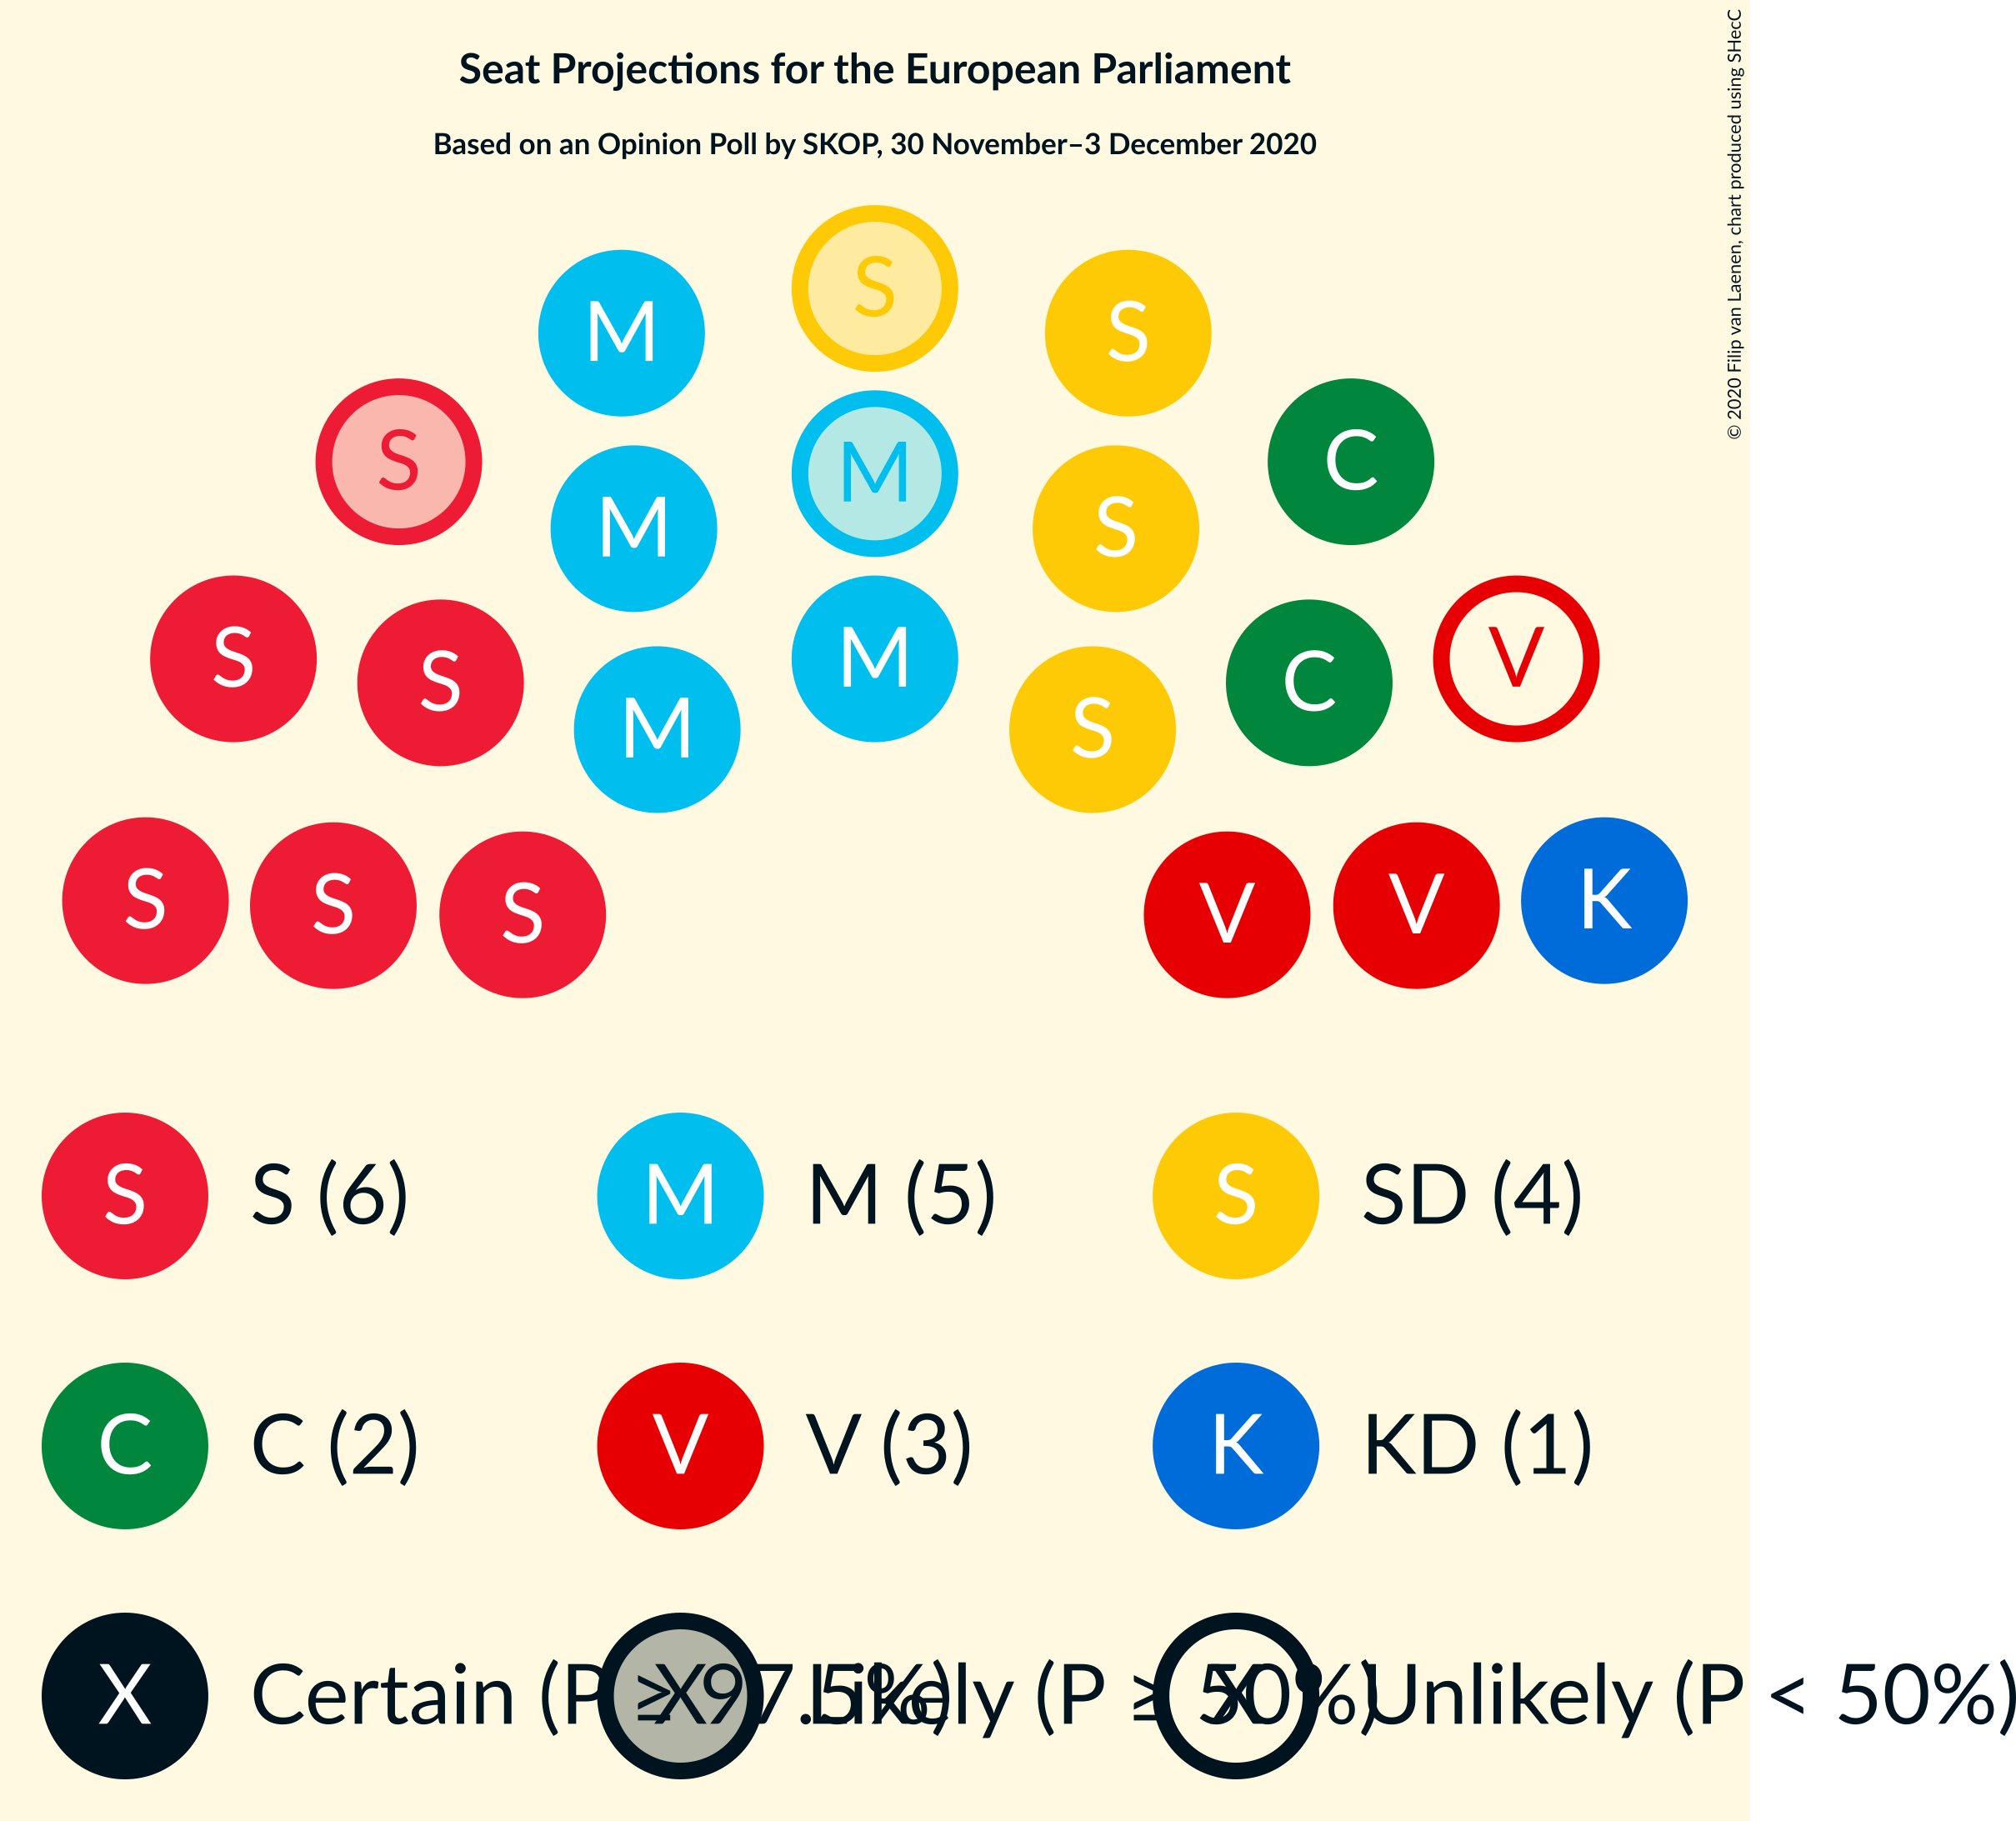 Seat Projections for the European Parliament
Based on an Opinion Poll by SKOP, 30 November–3 December 2020
© 2020 Filip van Laenen, chart produced using SHecC
S
M S
S C
M
S M S
C
M
S V
S C
M S
S K
S V
S V
S S (6) M M (5) S SD (4)
C C (2) V V (3) K KD (1)
X Certain (P ≥ 97.5%) X Likely (P ≥ 50%) X Unlikely (P < 50%)